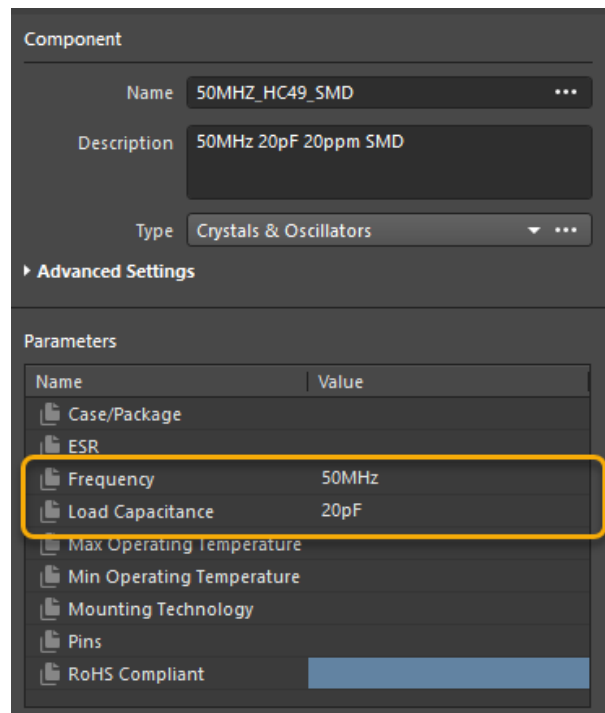 Component
Name 50MHZ_HC49_SMD ...
Description 50MHz 20pF 20ppm SMD
Type Crystals & Oscillators ...
Advanced Settings
Parameters
Name Value
Case/Package
ESR
Frequency 50MHz
Load Capacitance 20pF
Max Operating Temperature
Min Operating Temperature
Mounting Technology
Pins
RoHS Compliant